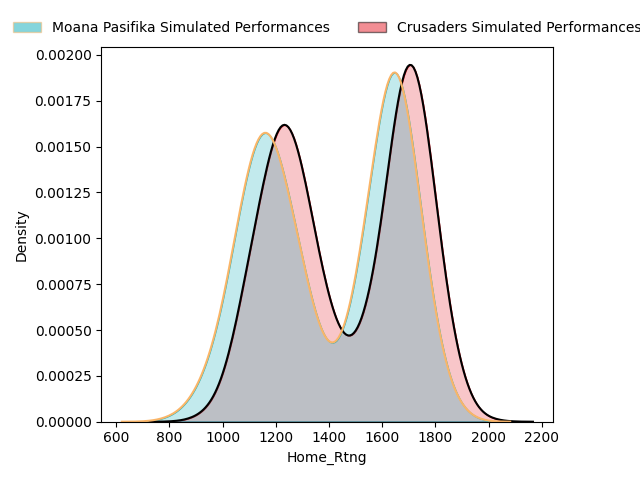 Moana Pasifika Simulated Performances Crusaders Simulated Performances
0.00200
0.00175
0.00150
0.00125
0.00100
0.00075
0.00050
0.00025
0.00000
Density
600 800 1000 1200 1400 1600 1800 2000 2200
Home_Rtng